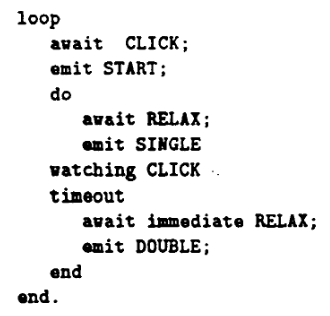 loop
await CLICK;
emit START;
do
await RELAX;
emit SINGLE
watching CLICK
timeout
await immediate RELAX;
emit DOUBLE;
end
end.